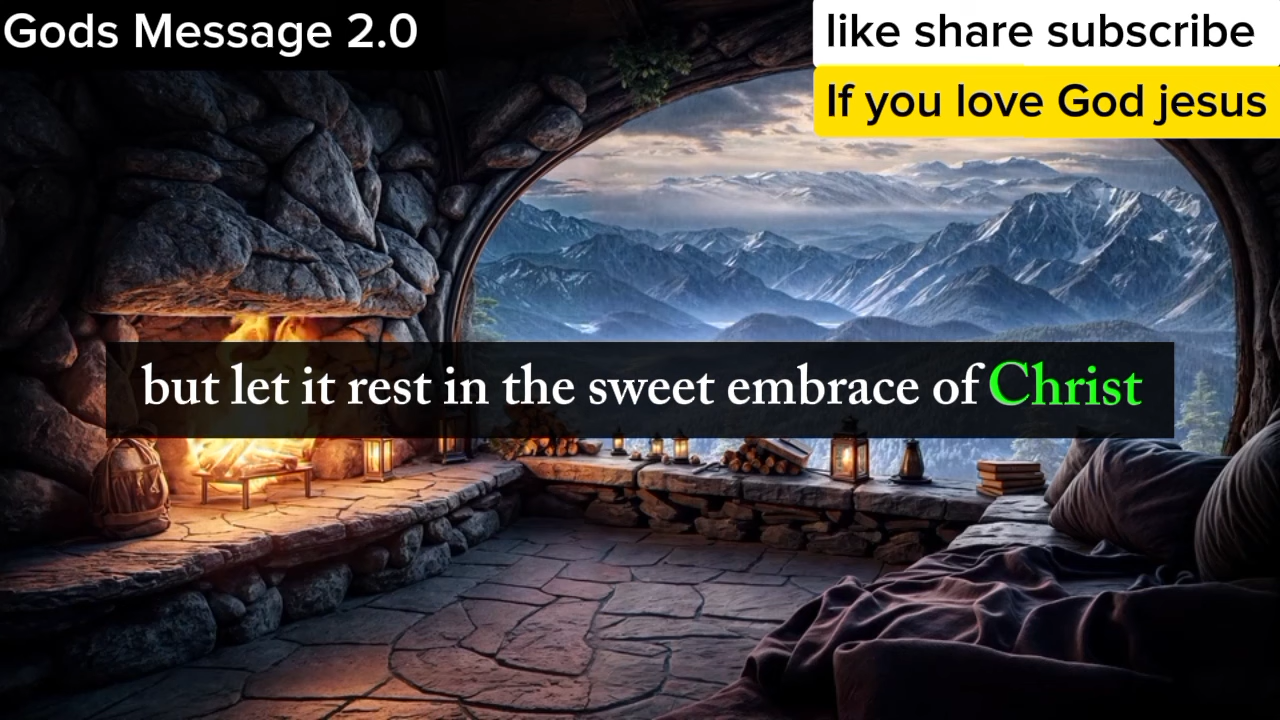 Gods Message 2.0
like share subscribe
If you love God jesus
but let it rest in the sweet embrace of Christ